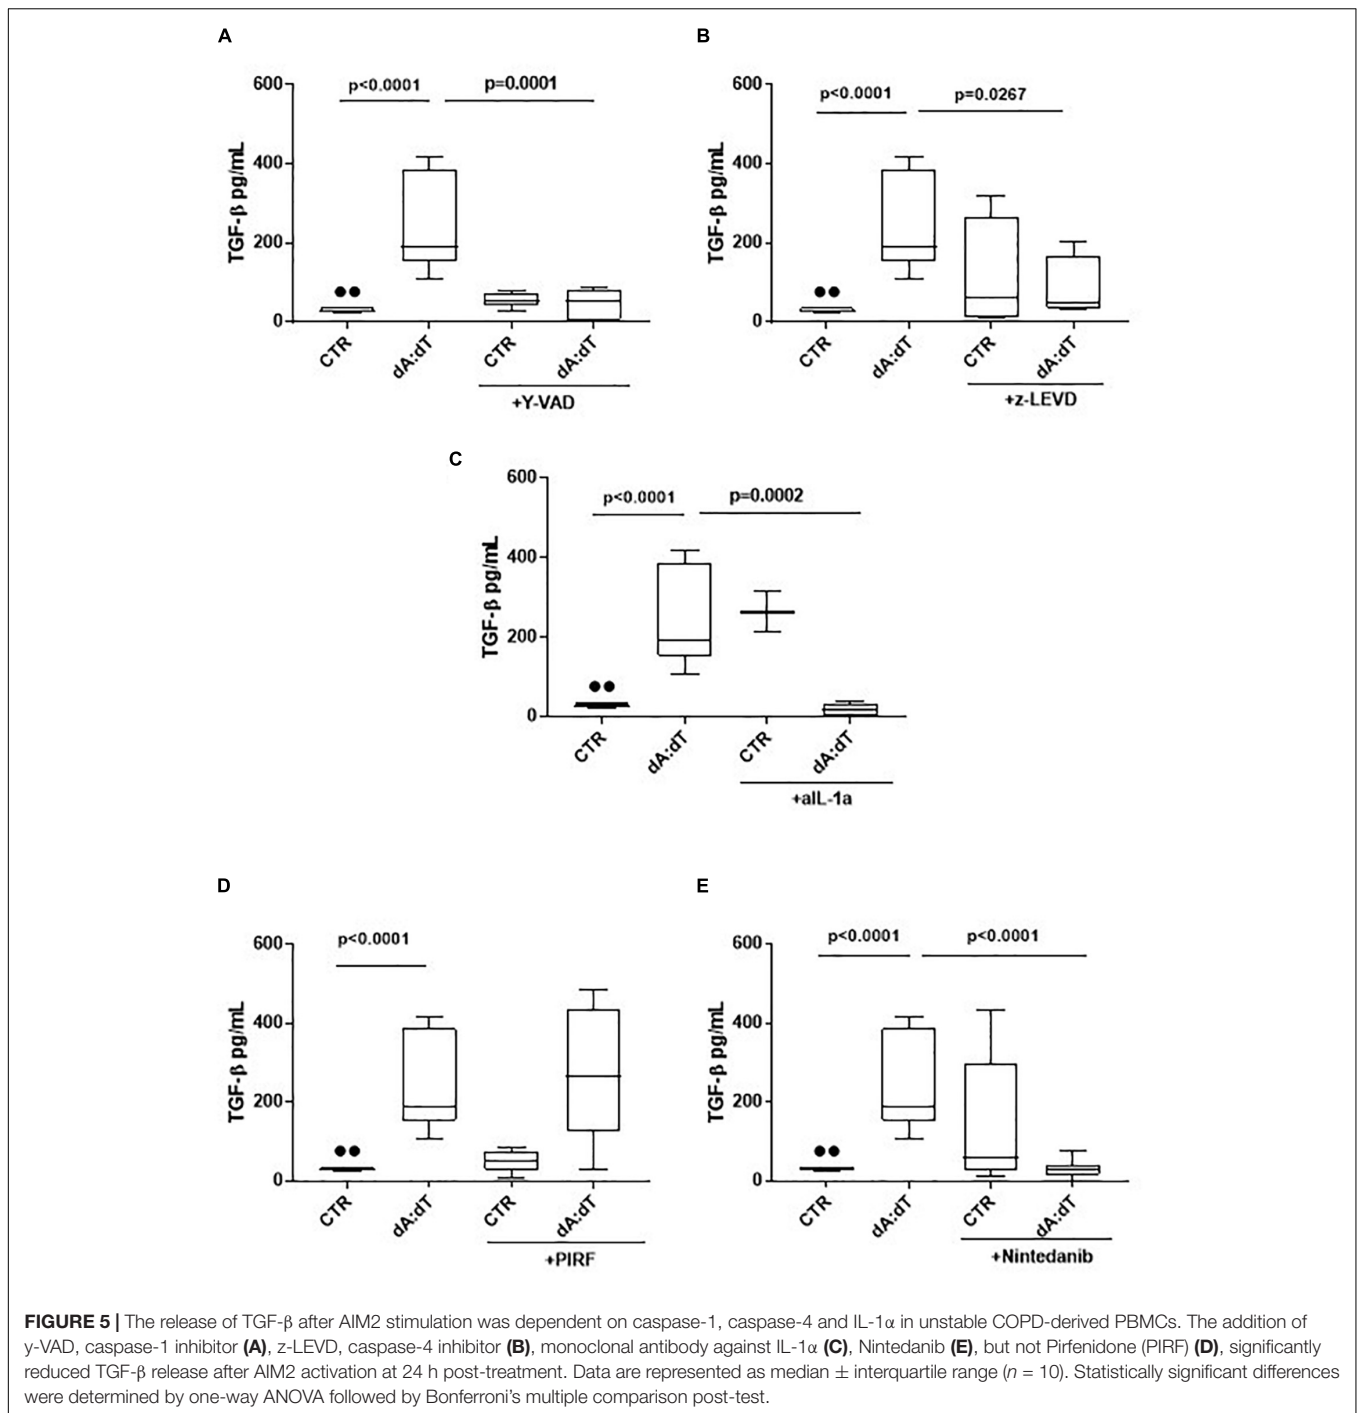 A
600
400
200
0
TGF-β pg/mL
p<0.0001
p=0.0001
CTR
dA:dT
CTR
dA:dT
+Y-VAD
B
600
400
200
0
TGF-β pg/mL
p<0.0001
p=0.0267
CTR
dA:dT
CTR
dA:dT
+z-LEVD
C
600
400
200
0
TGF-β pg/mL
p<0.0001
p=0.0002
CTR
dA:dT
CTR
dA:dT
+aIL-1a
D
600
400
200
0
TGF-β pg/mL
p<0.0001
CTR
dA:dT
CTR
dA:dT
+PIRF
E
600
400
200
0
TGF-β pg/mL
p<0.0001
p<0.0001
CTR
dA:dT
CTR
dA:dT
+Nintedanib
FIGURE 5 | The release of TGF-β after AIM2 stimulation was dependent on caspase-1, caspase-4 and IL-1α in unstable COPD-derived PBMCs. The addition of
y-VAD, caspase-1 inhibitor (A), z-LEVD, caspase-4 inhibitor (B), monoclonal antibody against IL-1α (C), Nintedanib (E), but not Pirfenidone (PIRF) (D), significantly
reduced TGF-β release after AIM2 activation at 24 h post-treatment. Data are represented as median ± interquartile range (n = 10). Statistically significant differences
were determined by one-way ANOVA followed by Bonferroni's multiple comparison post-test.